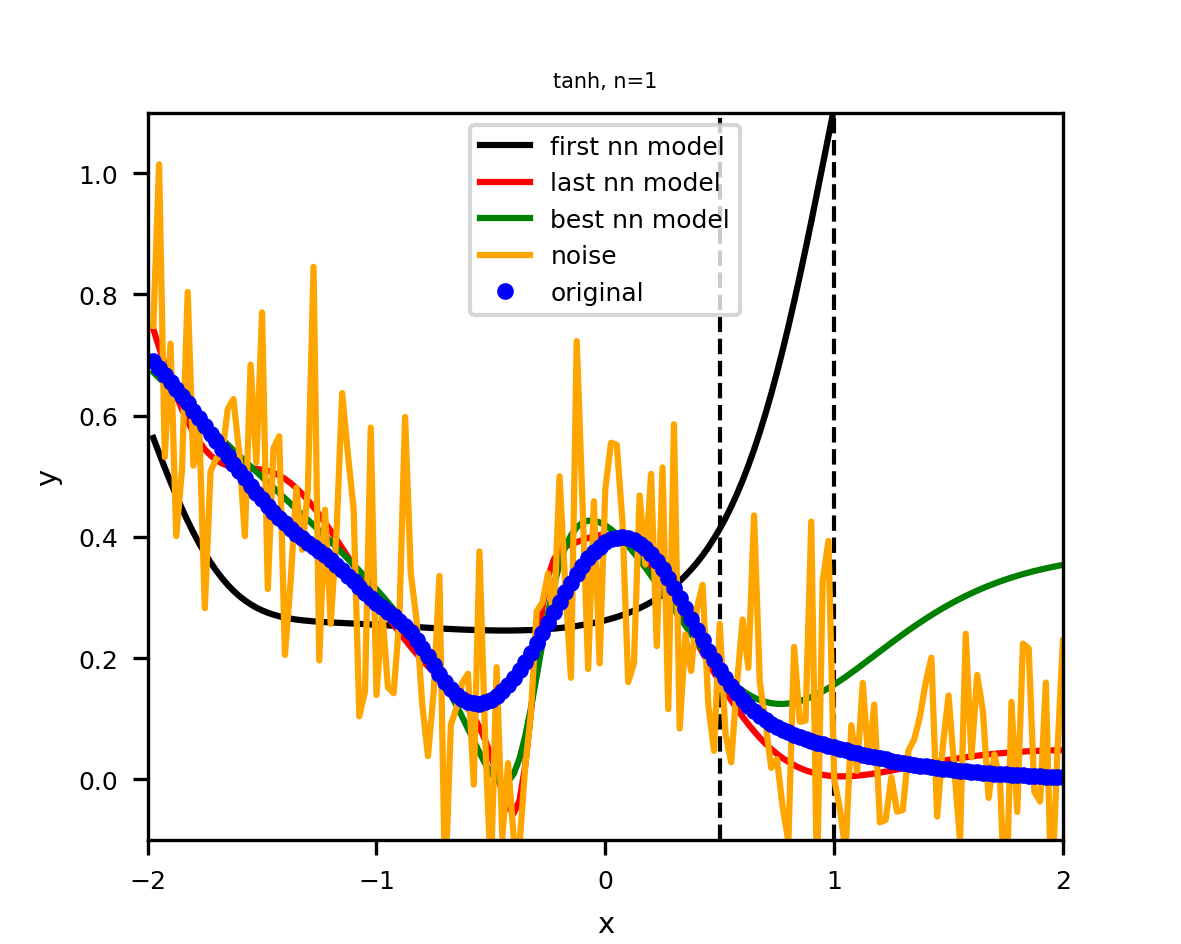 tanh, n=1
first nn model
last nn model
best nn model
noise
original
1.0
0.8
0.6
0.4
0.2
0.0
y
−2
−1
0
1
2
x